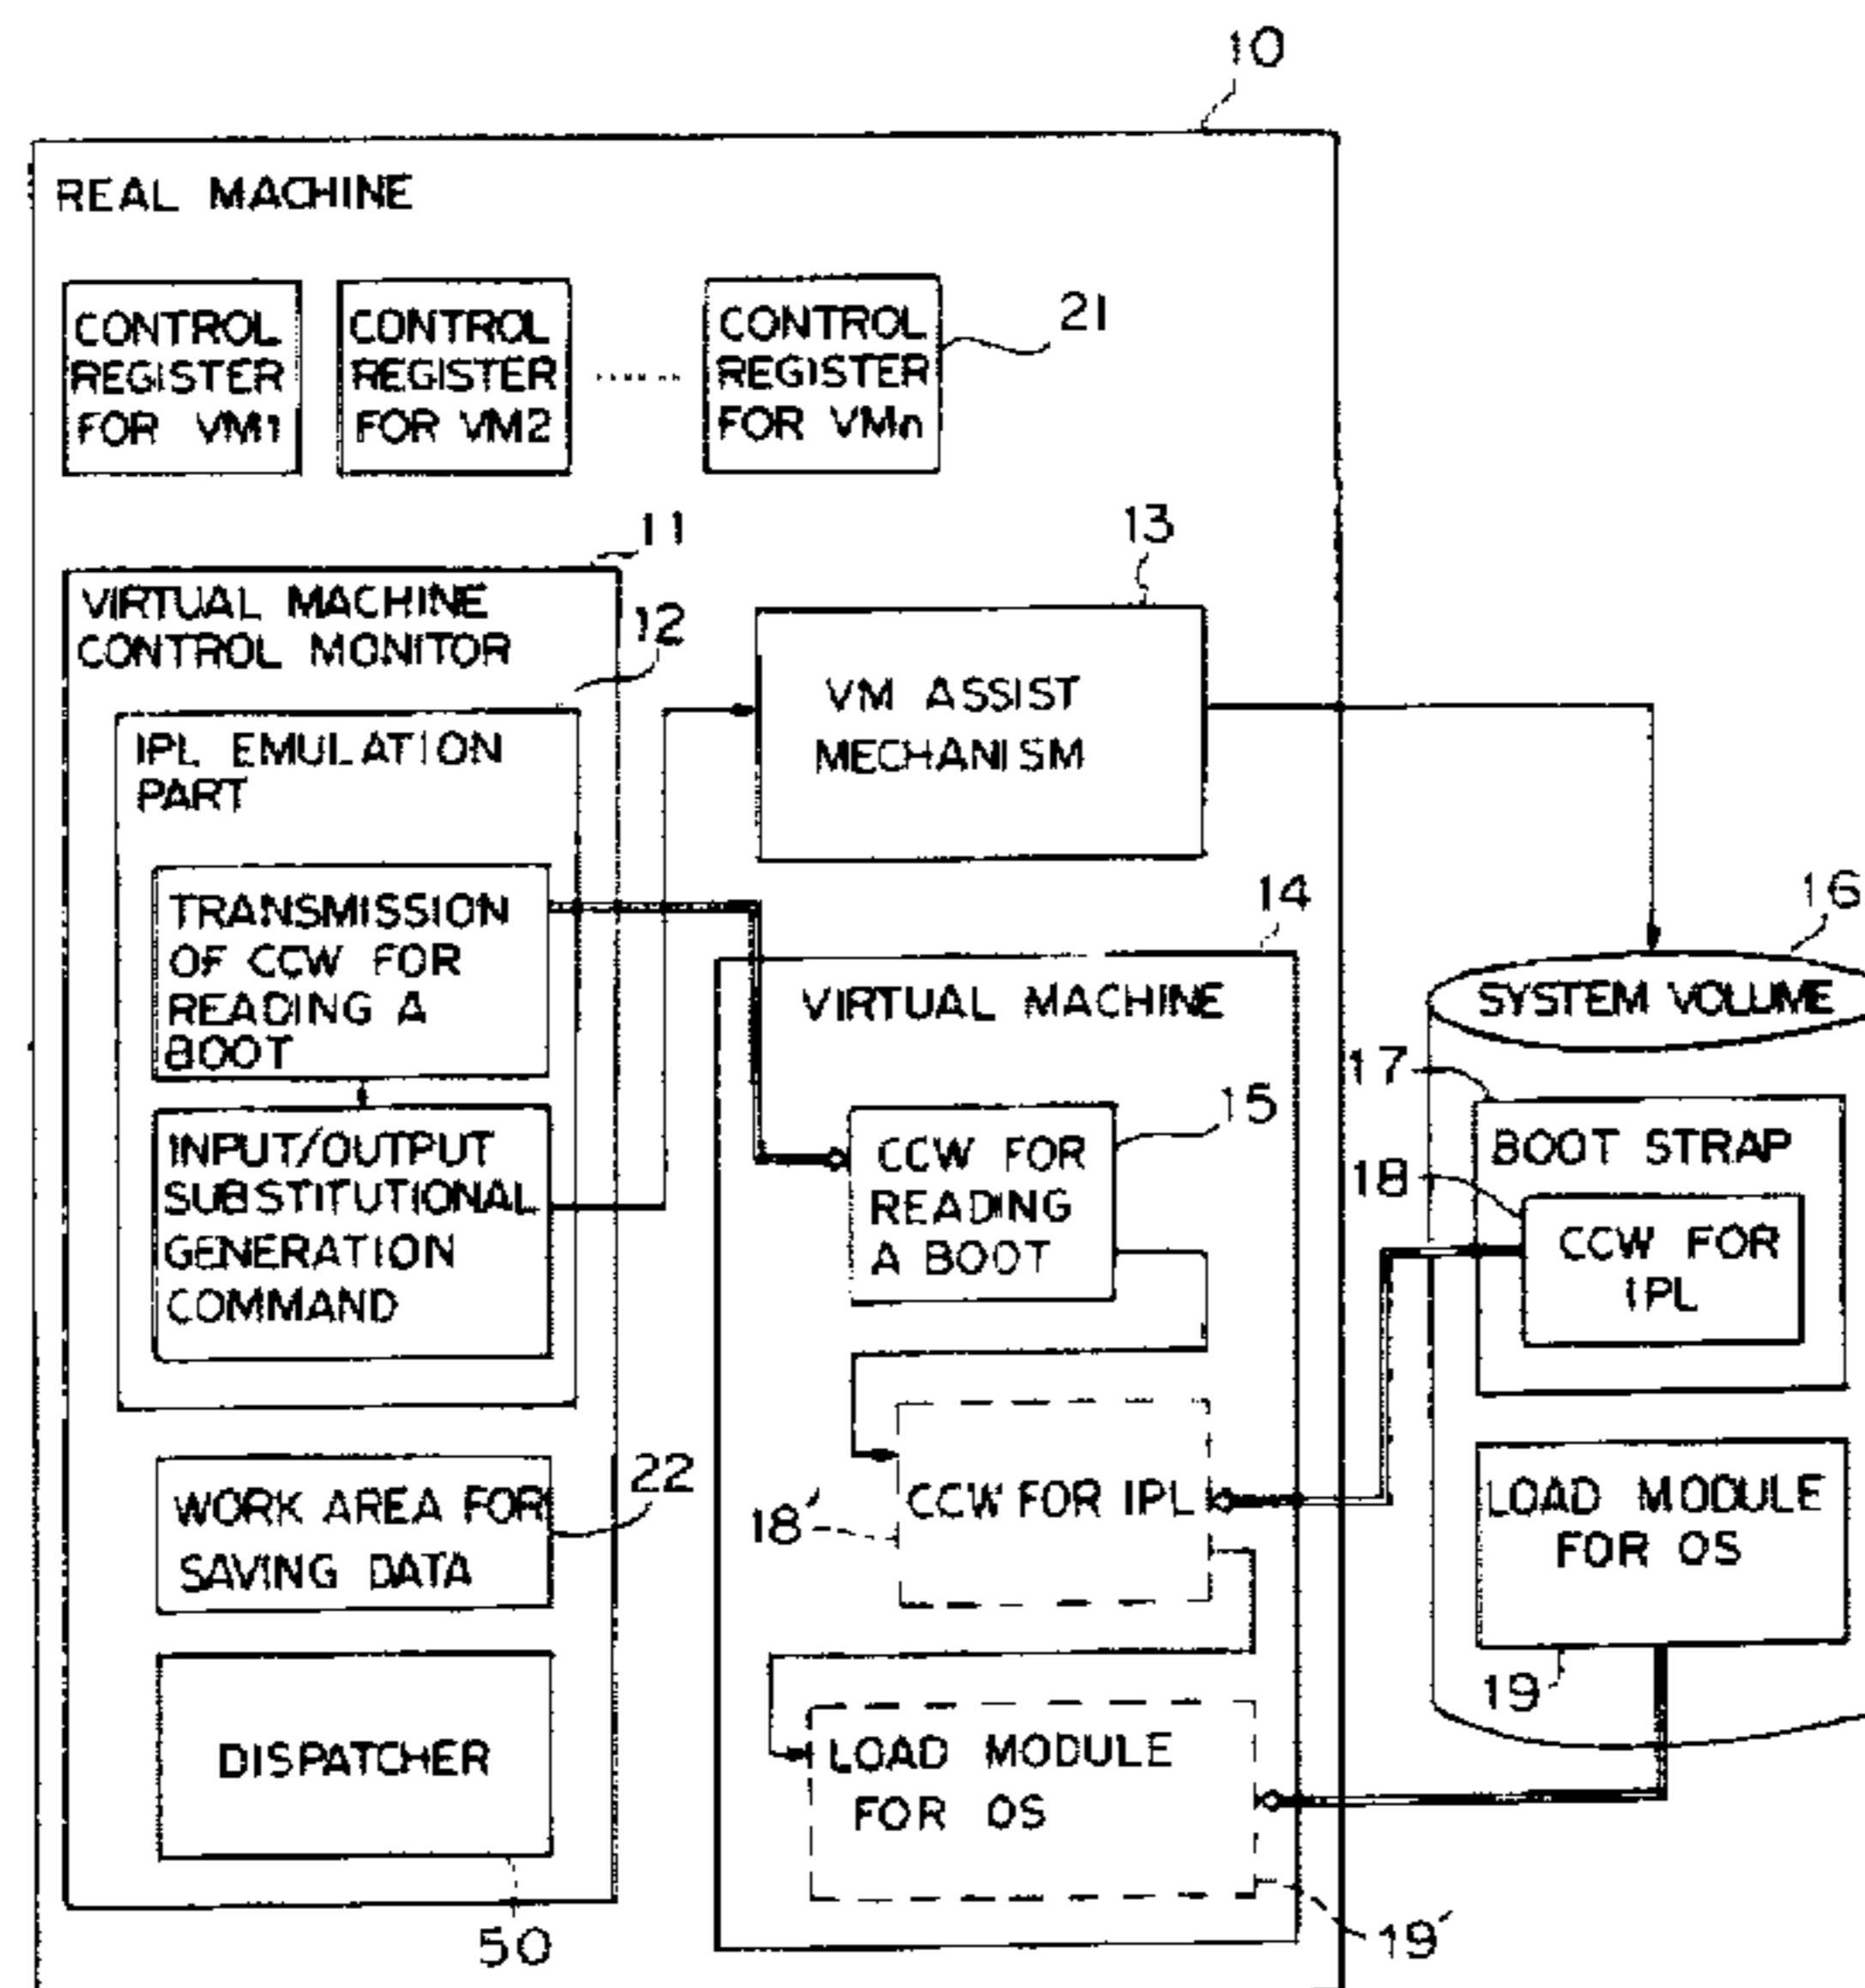 10
REAL MACHINE
CONTROL
REGISTER
FOR VM1
CONTROL
REGISTER
FOR VM2
......
CONTROL
REGISTER
FOR VMn
21
11
VIRTUAL MACHINE
CONTROL MONITOR
12
IPL EMULATION
PART
TRANSMISSION
OF CCW FOR
READING A
BOOT
INPUT/OUTPUT
SUBSTITUTIONAL
GENERATION
COMMAND
WORK AREA FOR
SAVING DATA
22
DISPATCHER
50
13
VM ASSIST
MECHANISM
14
VIRTUAL MACHINE
15
CCW FOR
READING
A BOOT
18'
CCW FOR IPL
LOAD MODULE
FOR OS
19'
16
SYSTEM VOLUME
17
BOOT STRAP
18
CCW FOR
IPL
LOAD MODULE
FOR OS
19